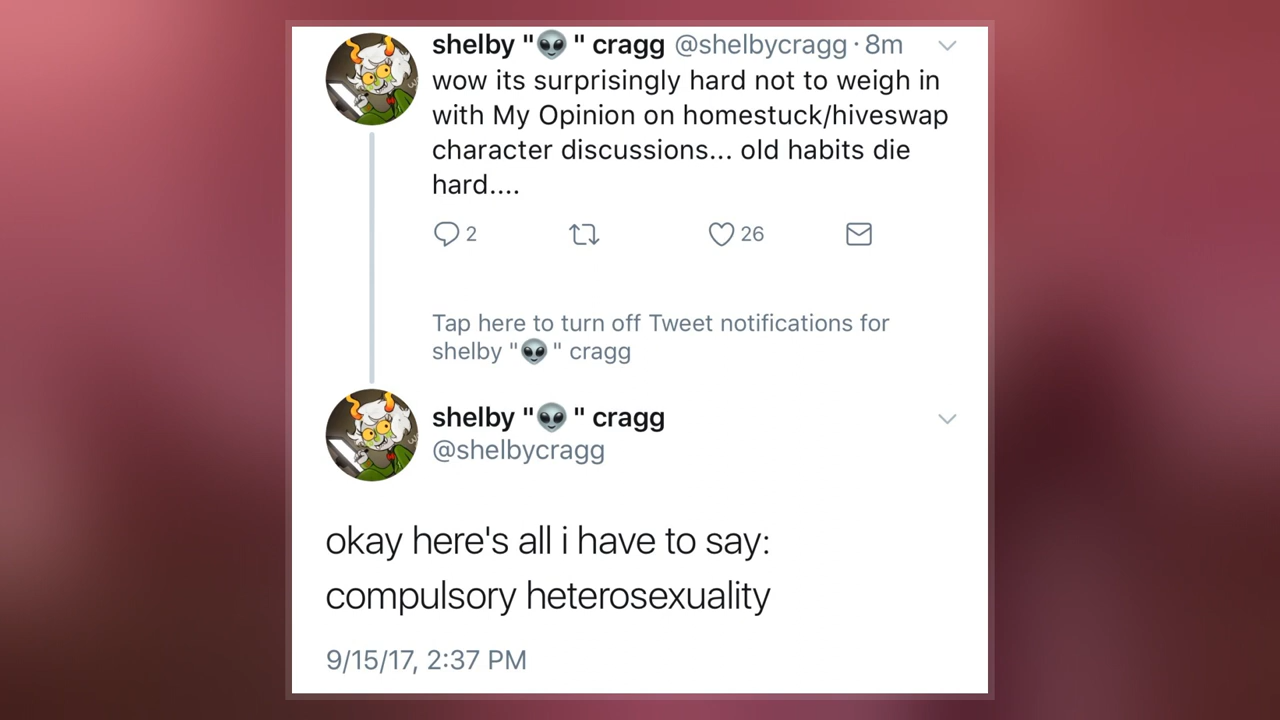 shelby "👽" cragg @shelbycragg · 8m
wow its surprisingly hard not to weigh in
with My Opinion on homestuck/hiveswap
character discussions... old habits die
hard....
2 26
Tap here to turn off Tweet notifications for
shelby "👽" cragg
shelby "👽" cragg
@shelbycragg
okay here's all i have to say:
compulsory heterosexuality
9/15/17, 2:37 PM